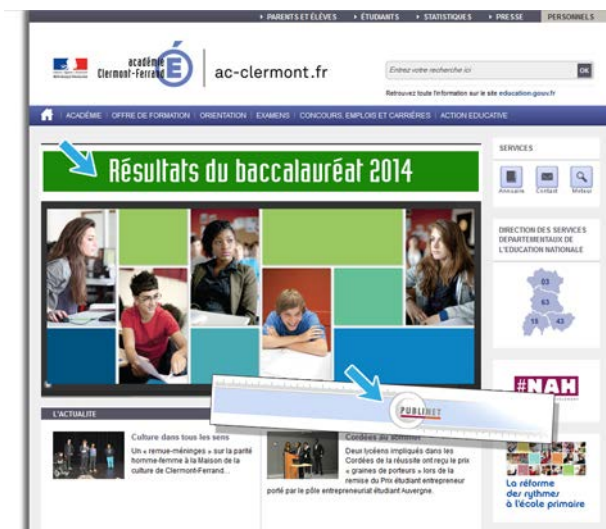 PARENTS ET ÉLÈVES
ÉTUDIANTS
STATISTIQUES
PRESSE
PERSONNELS
académie
Clermont-Ferrand
ac-clermont.fr
Entrez votre recherche ici
OK
Retrouvez toute l'information sur le site education.gouv.fr
ACADÉMIE | OFFRE DE FORMATION | ORIENTATION | EXAMENS | CONCOURS, EMPLOIS ET CARRIÈRES | ACTION EDUCATIVE
Résultats du baccalauréat 2014
SERVICES
Annuaire
Contact
Moteur
DIRECTION DES SERVICES
DEPARTEMENTAUX DE
L'EDUCATION NATIONALE
03
63
15
43
#NAH
PUBLINET
L'ACTUALITE
Culture dans tous les sens
Un « remue-méninges » sur la parité
homme-femme à la Maison de la
culture de Clermont-Ferrand...
Cordées au
Deux lycéens impliqués dans les
Cordées de la réussite ont reçu le prix
« graines de porteurs » lors de la
remise du Prix étudiant entrepreneur
porté par le pôle entrepreneuriat étudiant Auvergne.
La réforme
des rythmes
à l'école primaire